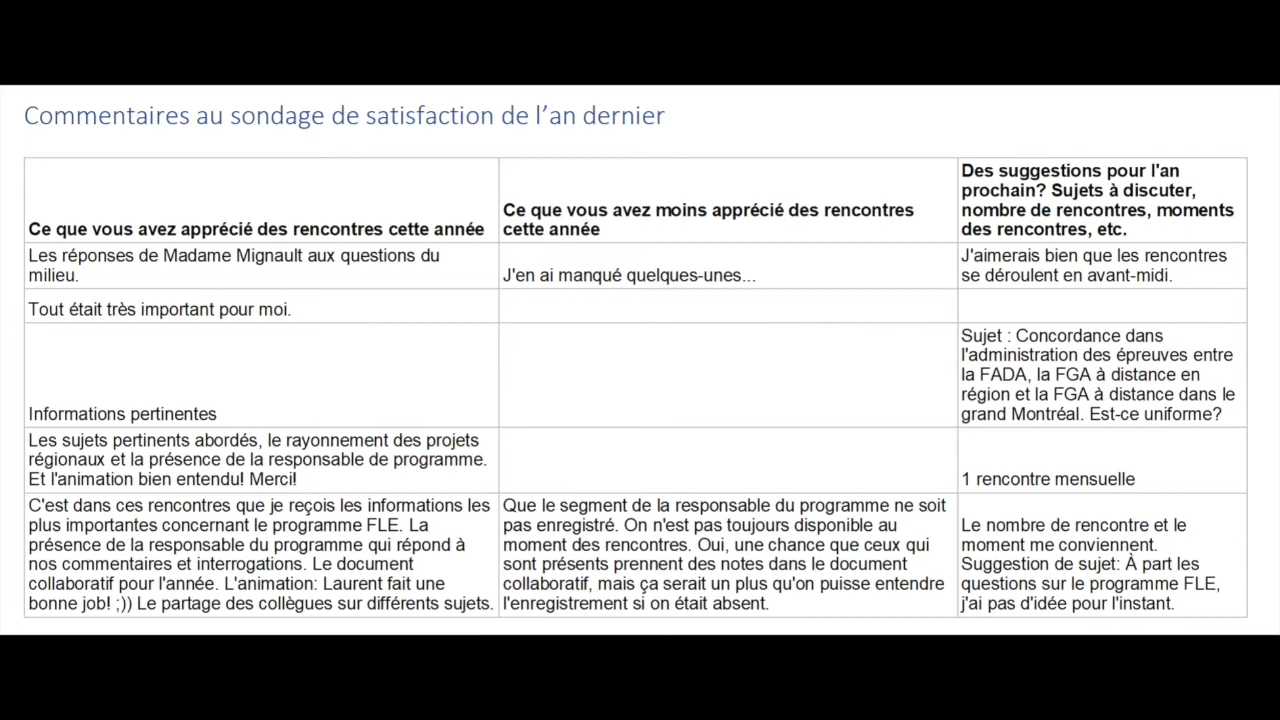 Commentaires au sondage de satisfaction de l’an dernier
Ce que vous avez apprécié des rencontres cette année
Ce que vous avez moins apprécié des rencontres
cette année
Des suggestions pour l'an
prochain? Sujets à discuter,
nombre de rencontres, moments
des rencontres, etc.
Les réponses de Madame Mignault aux questions du
milieu.
J'en ai manqué quelques-unes...
J'aimerais bien que les rencontres
se déroulent en avant-midi.
Tout était très important pour moi.
Informations pertinentes
Sujet : Concordance dans
l'administration des épreuves entre
la FADA, la FGA à distance en
région et la FGA à distance dans le
grand Montréal. Est-ce uniforme?
Les sujets pertinents abordés, le rayonnement des projets
régionaux et la présence de la responsable de programme.
Et l'animation bien entendu! Merci!
1 rencontre mensuelle
C'est dans ces rencontres que je reçois les informations les
plus importantes concernant le programme FLE. La
présence de la responsable du programme qui répond à
nos commentaires et interrogations. Le document
collaboratif pour l'année. L'animation: Laurent fait une
bonne job! ;)) Le partage des collègues sur différents sujets.
Que le segment de la responsable du programme ne soit
pas enregistré. On n'est pas toujours disponible au
moment des rencontres. Oui, une chance que ceux qui
sont présents prennent des notes dans le document
collaboratif, mais ça serait un plus qu'on puisse entendre
l'enregistrement si on était absent.
Le nombre de rencontre et le
moment me conviennent.
Suggestion de sujet: À part les
questions sur le programme FLE,
j'ai pas d'idée pour l'instant.